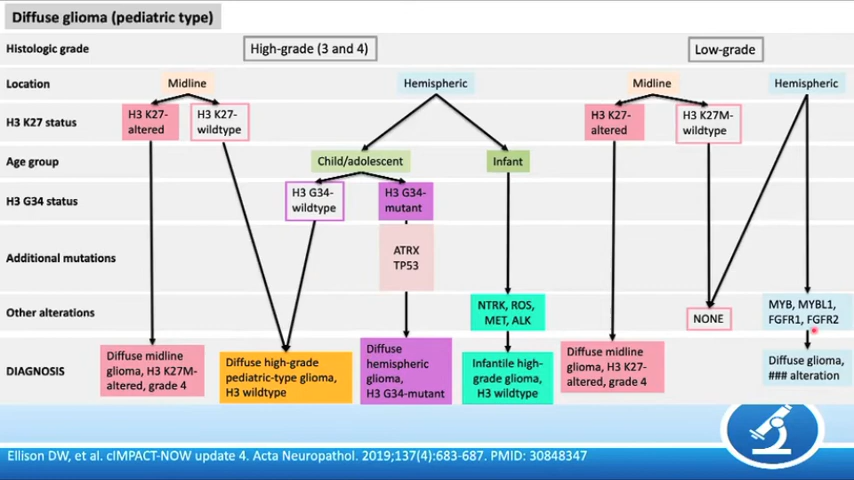 Diffuse glioma (pediatric type)
Histologic grade
High-grade (3 and 4)
Low-grade
Location
Midline
Hemispheric
Midline
Hemispheric
H3 K27 status
H3 K27-
altered
H3 K27-
wildtype
H3 K27-
altered
H3 K27M-
wildtype
Age group
Child/adolescent
Infant
H3 G34 status
H3 G34-
wildtype
H3 G34-
mutant
Additional mutations
ATRX
TP53
Other alterations
NTRK, ROS,
MET, ALK
NONE
MYB, MYBL1,
FGFR1, FGFR2
DIAGNOSIS
Diffuse midline
glioma, H3 K27M-
altered, grade 4
Diffuse high-grade
pediatric-type glioma,
H3 wildtype
Diffuse
hemispheric
glioma,
H3 G34-mutant
Infantile high-
grade glioma,
H3 wildtype
Diffuse midline
glioma, H3 K27-
altered, grade 4
Diffuse glioma,
### alteration
Ellison DW, et al. cIMPACT-NOW update 4. Acta Neuropathol. 2019;137(4):683-687. PMID: 30848347